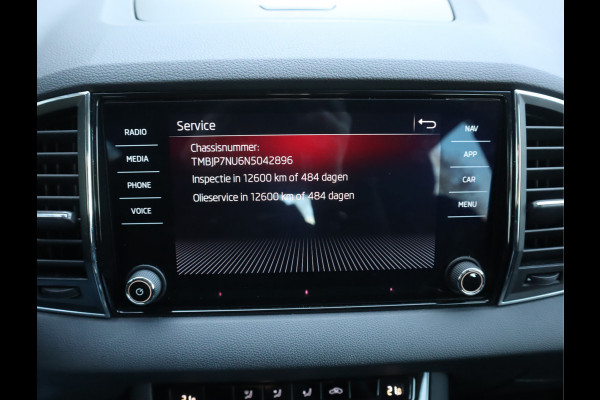 Service
RADIO
MEDIA
PHONE
VOICE
Chassisnummer:
TMBJP7NU6N5042896
Inspectie in 12600 km of 484 dagen
Olieservice in 12600 km of 484 dagen
NAV
APP
CAR
MENU